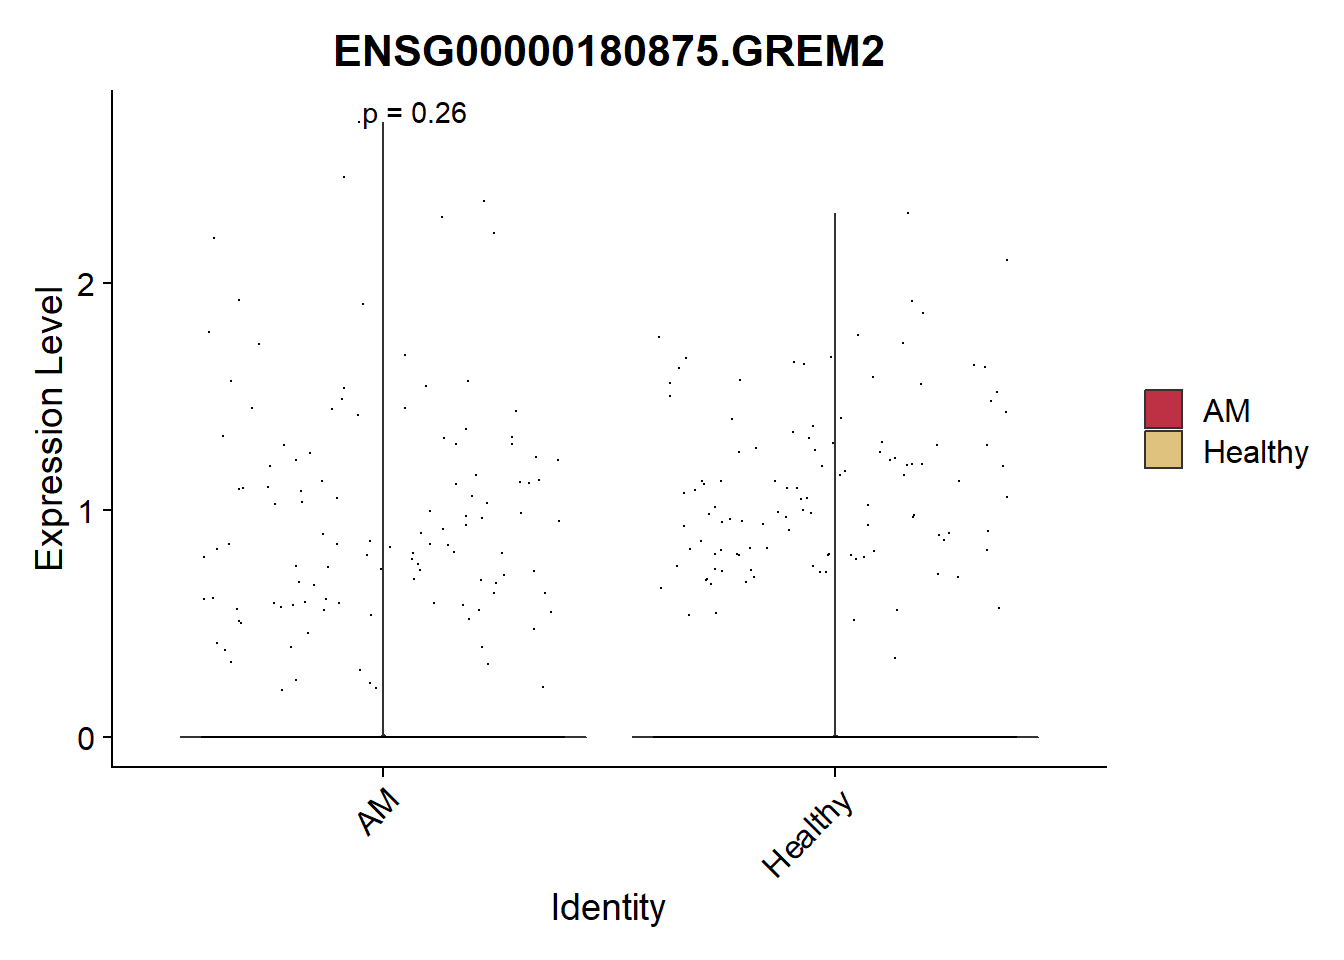 ENSG00000180875.GREM2
p = 0.26
Expression Level
2
1
0
AM
Healthy
Identity
AM
Healthy